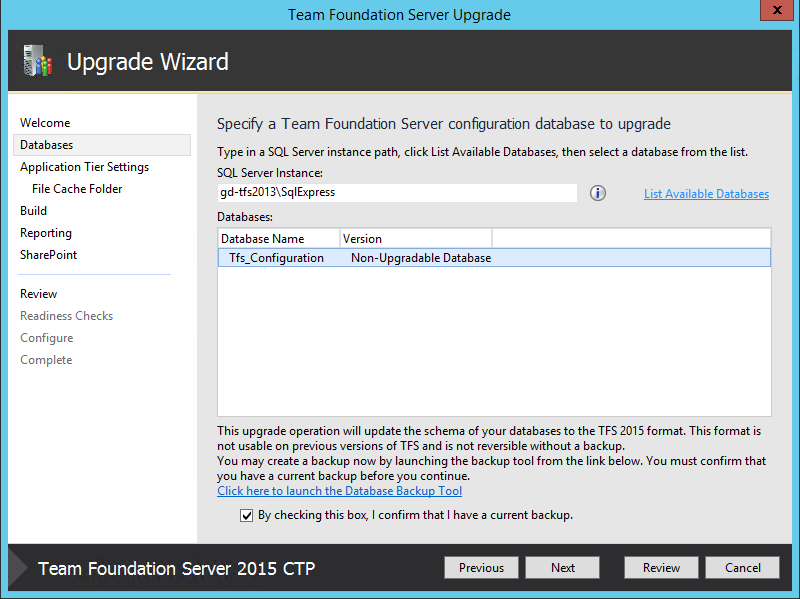 Team Foundation Server Upgrade
x
Upgrade Wizard
Welcome
Databases
Application Tier Settings
File Cache Folder
Build
Reporting
SharePoint
Review
Readiness Checks
Configure
Complete
Specify a Team Foundation Server configuration database to upgrade
Type in a SQL Server instance path, click List Available Databases, then select a database from the list.
SQL Server Instance:
gd-tfs2013\SqlExpress
i
List Available Databases
Databases:
Database Name Version
Tfs_Configuration Non-Upgradable Database
This upgrade operation will update the schema of your databases to the TFS 2015 format. This format is
not usable on previous versions of TFS and is not reversible without a backup.
You may create a backup now by launching the backup tool from the link below. You must confirm that
you have a current backup before you continue.
Click here to launch the Database Backup Tool
By checking this box, I confirm that I have a current backup.
Team Foundation Server 2015 CTP
Previous Next Review Cancel